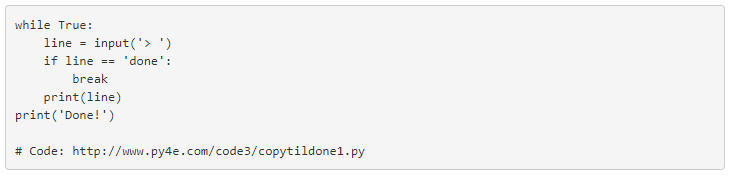 while True:
    line = input('> ')
    if line == 'done':
        break
    print(line)
print('Done!')

# Code: http://www.py4e.com/code3/copytildone1.py